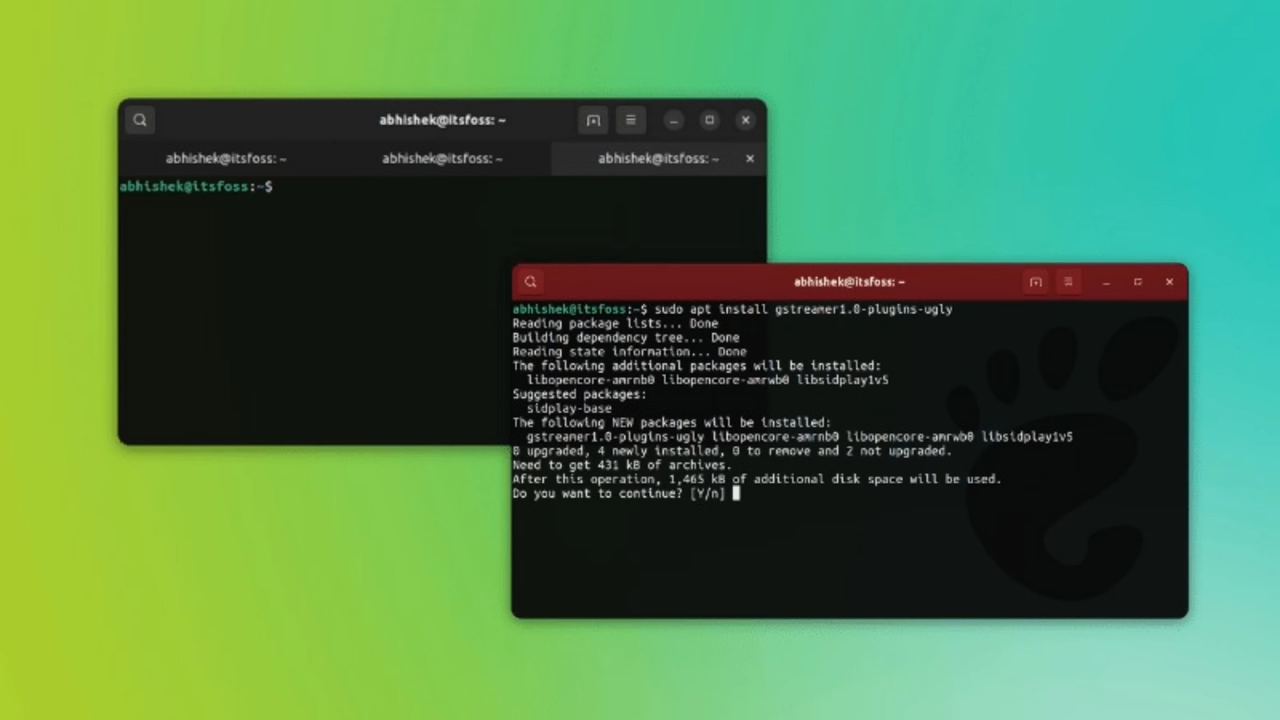 abhishek@itsfoss: ~
abhishek@itsfoss: ~ abhishek@itsfoss: ~ abhishek@itsfoss: ~
abhishek@itsfoss:~$
abhishek@itsfoss: ~
abhishek@itsfoss:~$ sudo apt install gstreamer1.0-plugins-ugly
Reading package lists... Done
Building dependency tree... Done
Reading state information... Done
The following additional packages will be installed:
libopencore-amrnb0 libopencore-amrwb0 libsidplay1v5
Suggested packages:
sidplay-base
The following NEW packages will be installed:
gstreamer1.0-plugins-ugly libopencore-amrnb0 libopencore-amrwb0 libsidplay1v5
0 upgraded, 4 newly installed, 0 to remove and 2 not upgraded.
Need to get 431 kB of archives.
After this operation, 1,465 kB of additional disk space will be used.
Do you want to continue? [Y/n]